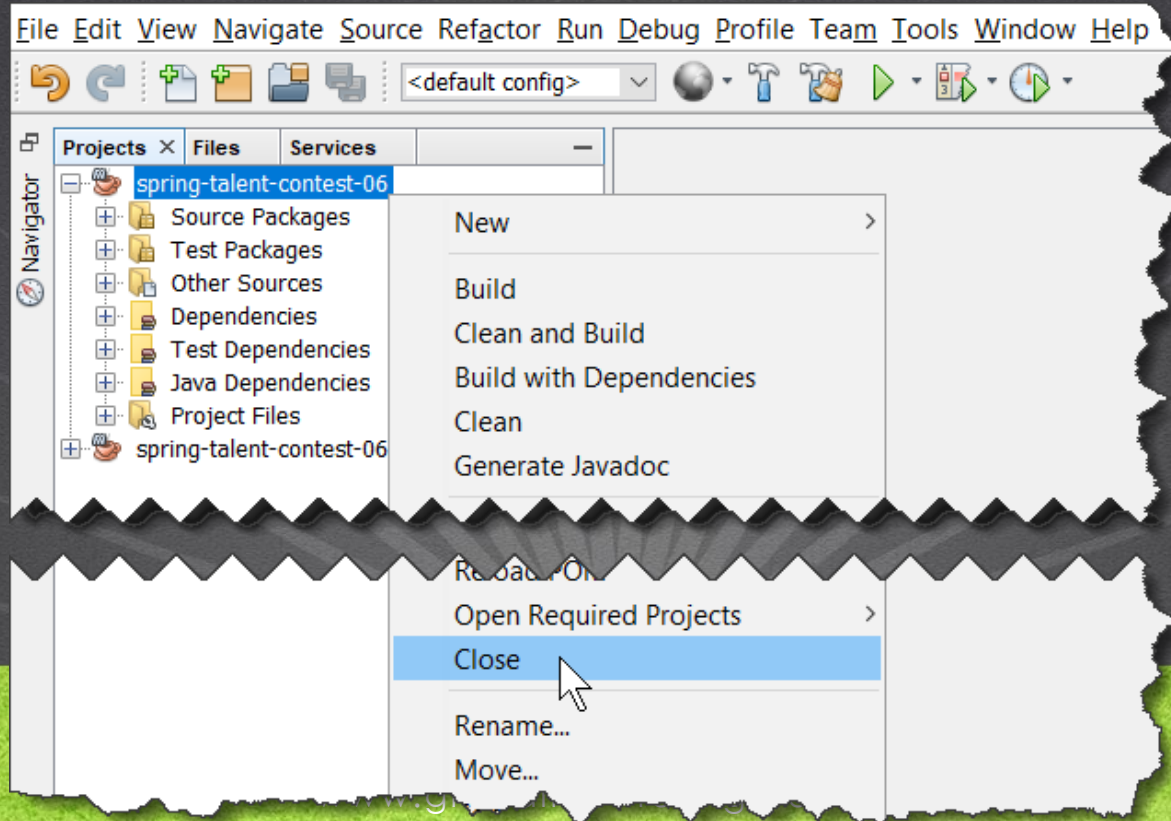 File Edit View Navigate Source Refactor Run Debug Profile Team Tools Window Help
<default config>
Projects Files Services
Navigator
spring-talent-contest-06
Source Packages
Test Packages
Other Sources
Dependencies
Test Dependencies
Java Dependencies
Project Files
spring-talent-contest-06
New
Build
Clean and Build
Build with Dependencies
Clean
Generate Javadoc
Reload POM
Open Required Projects
Close
Rename...
Move...